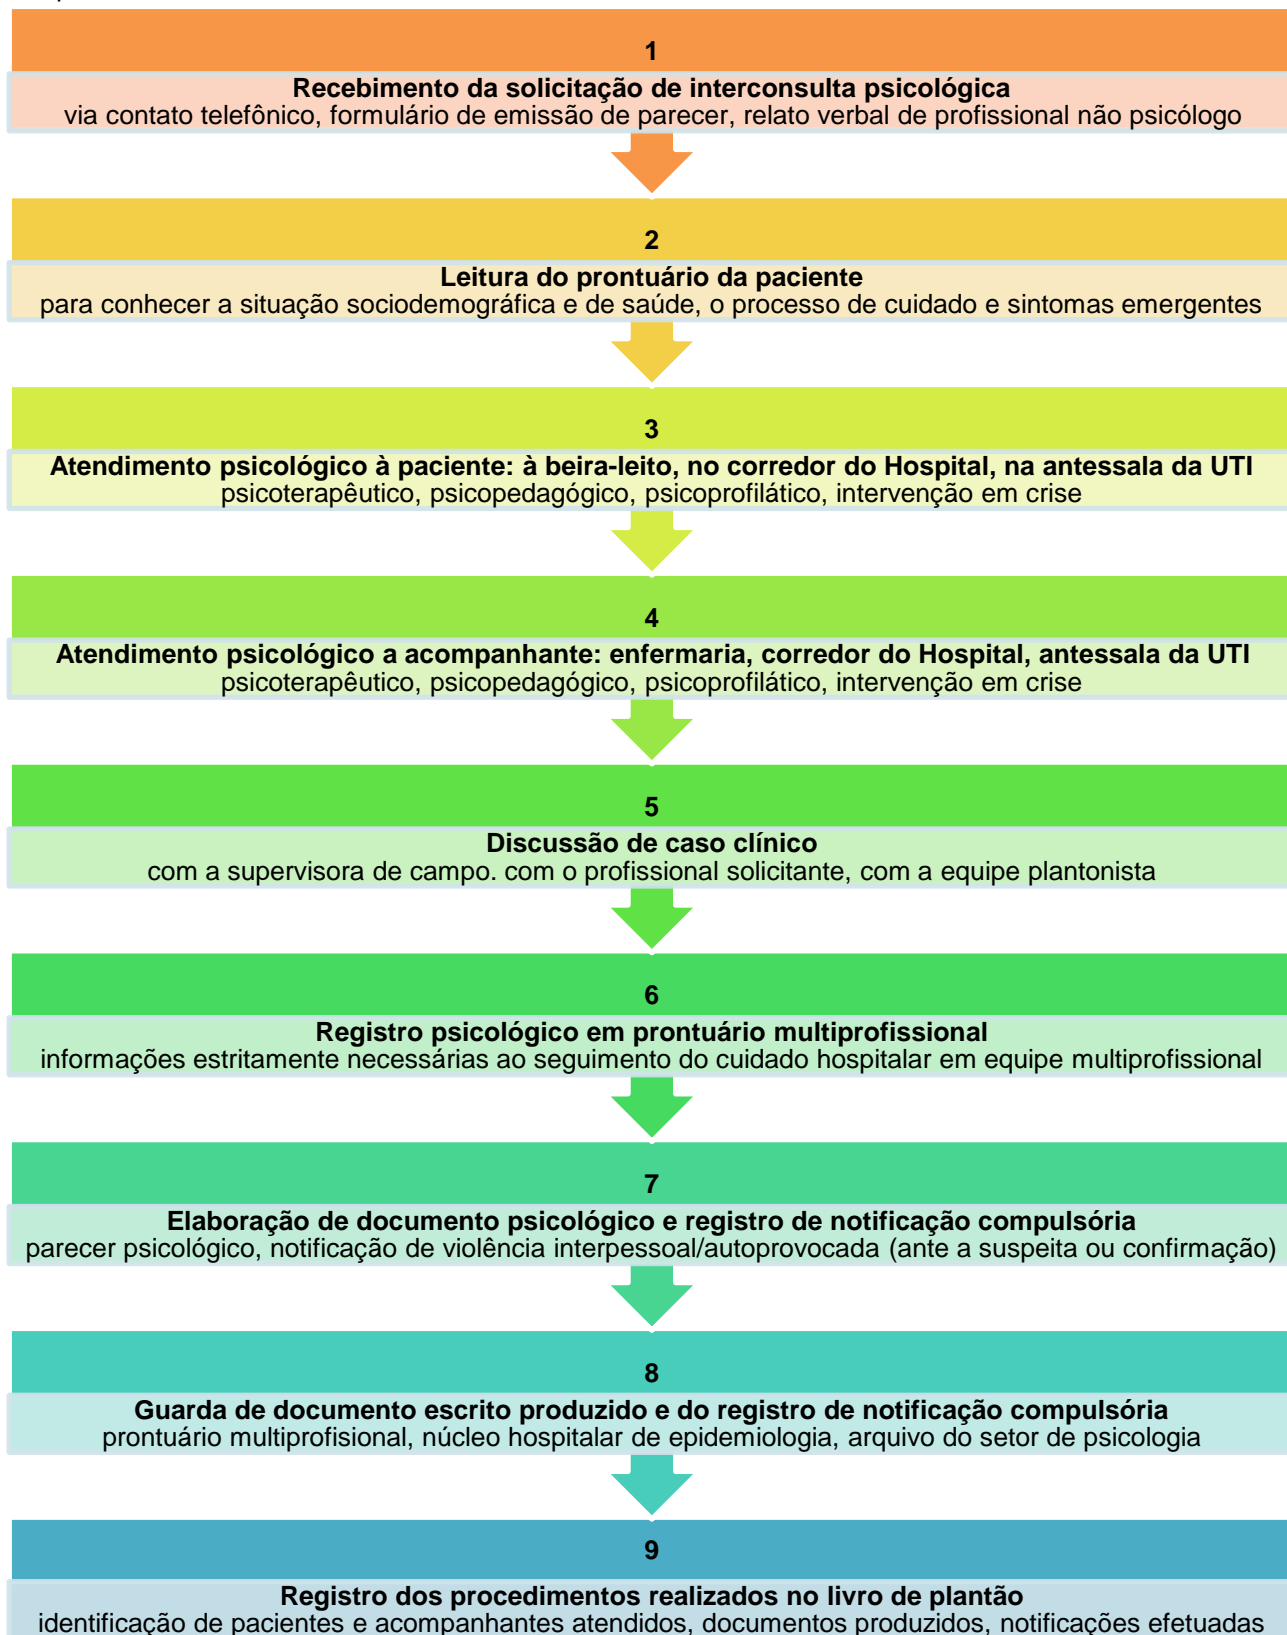 1
Recebimento da solicitação de interconsulta psicológica
via contato telefônico, formulário de emissão de parecer, relato verbal de profissional não psicólogo
2
Leitura do prontuário da paciente
para conhecer a situação sociodemográfica e de saúde, o processo de cuidado e sintomas emergentes
3
Atendimento psicológico à paciente: à beira-leito, no corredor do Hospital, na antessala da UTI
psicoterapêutico, psicopedagógico, psicoprofilático, intervenção em crise
4
Atendimento psicológico a acompanhante: enfermaria, corredor do Hospital, antessala da UTI
psicoterapêutico, psicopedagógico, psicoprofilático, intervenção em crise
5
Discussão de caso clínico
com a supervisora de campo. com o profissional solicitante, com a equipe plantonista
6
Registro psicológico em prontuário multiprofissional
informações estritamente necessárias ao seguimento do cuidado hospitalar em equipe multiprofissional
7
Elaboração de documento psicológico e registro de notificação compulsória
parecer psicológico, notificação de violência interpessoal/autoprovocada (ante a suspeita ou confirmação)
8
Guarda de documento escrito produzido e do registro de notificação compulsória
prontuário multiprofisional, núcleo hospitalar de epidemiologia, arquivo do setor de psicologia
9
Registro dos procedimentos realizados no livro de plantão
identificação de pacientes e acompanhantes atendidos, documentos produzidos, notificações efetuadas